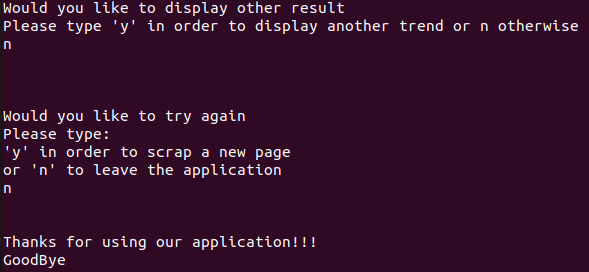 Would you like to display other result
Please type 'y' in order to display another trend or n otherwise
n
Would you like to try again
Please type:
'y' in order to scrap a new page
or 'n' to leave the application
n
Thanks for using our application!!!
GoodBye